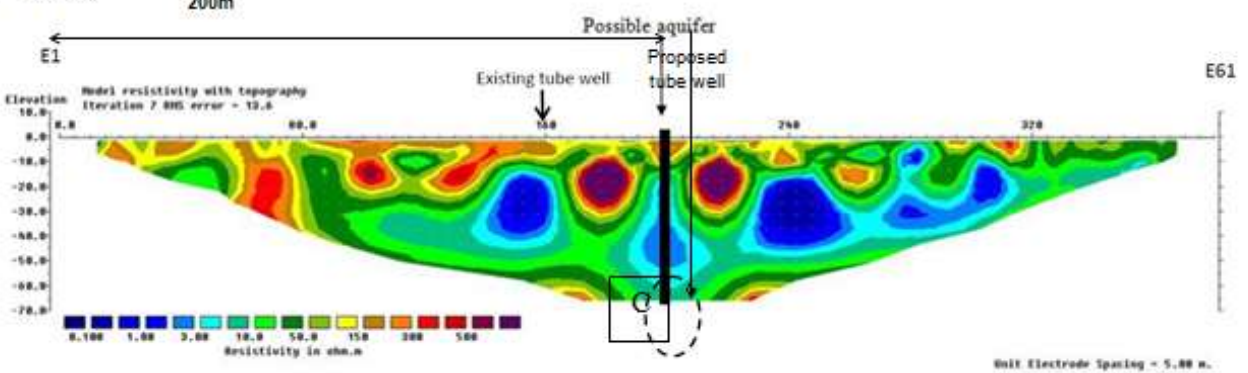 200m
Possible aquifer
E1
Proposed
tube well
E61
Existing tube well
Model resistivity with topography
Iteration 7 RMS error = 13.6
Elevation
10.0
0.0
-10.0
-20.0
-30.0
-40.0
-50.0
-60.0
-70.0
0.0 80.0 160 240 320
C
0.100 1.00 3.00 10.0 50.0 150 200 500
Resistivity in ohm.m
Unit Electrode Spacing = 5.00 m.